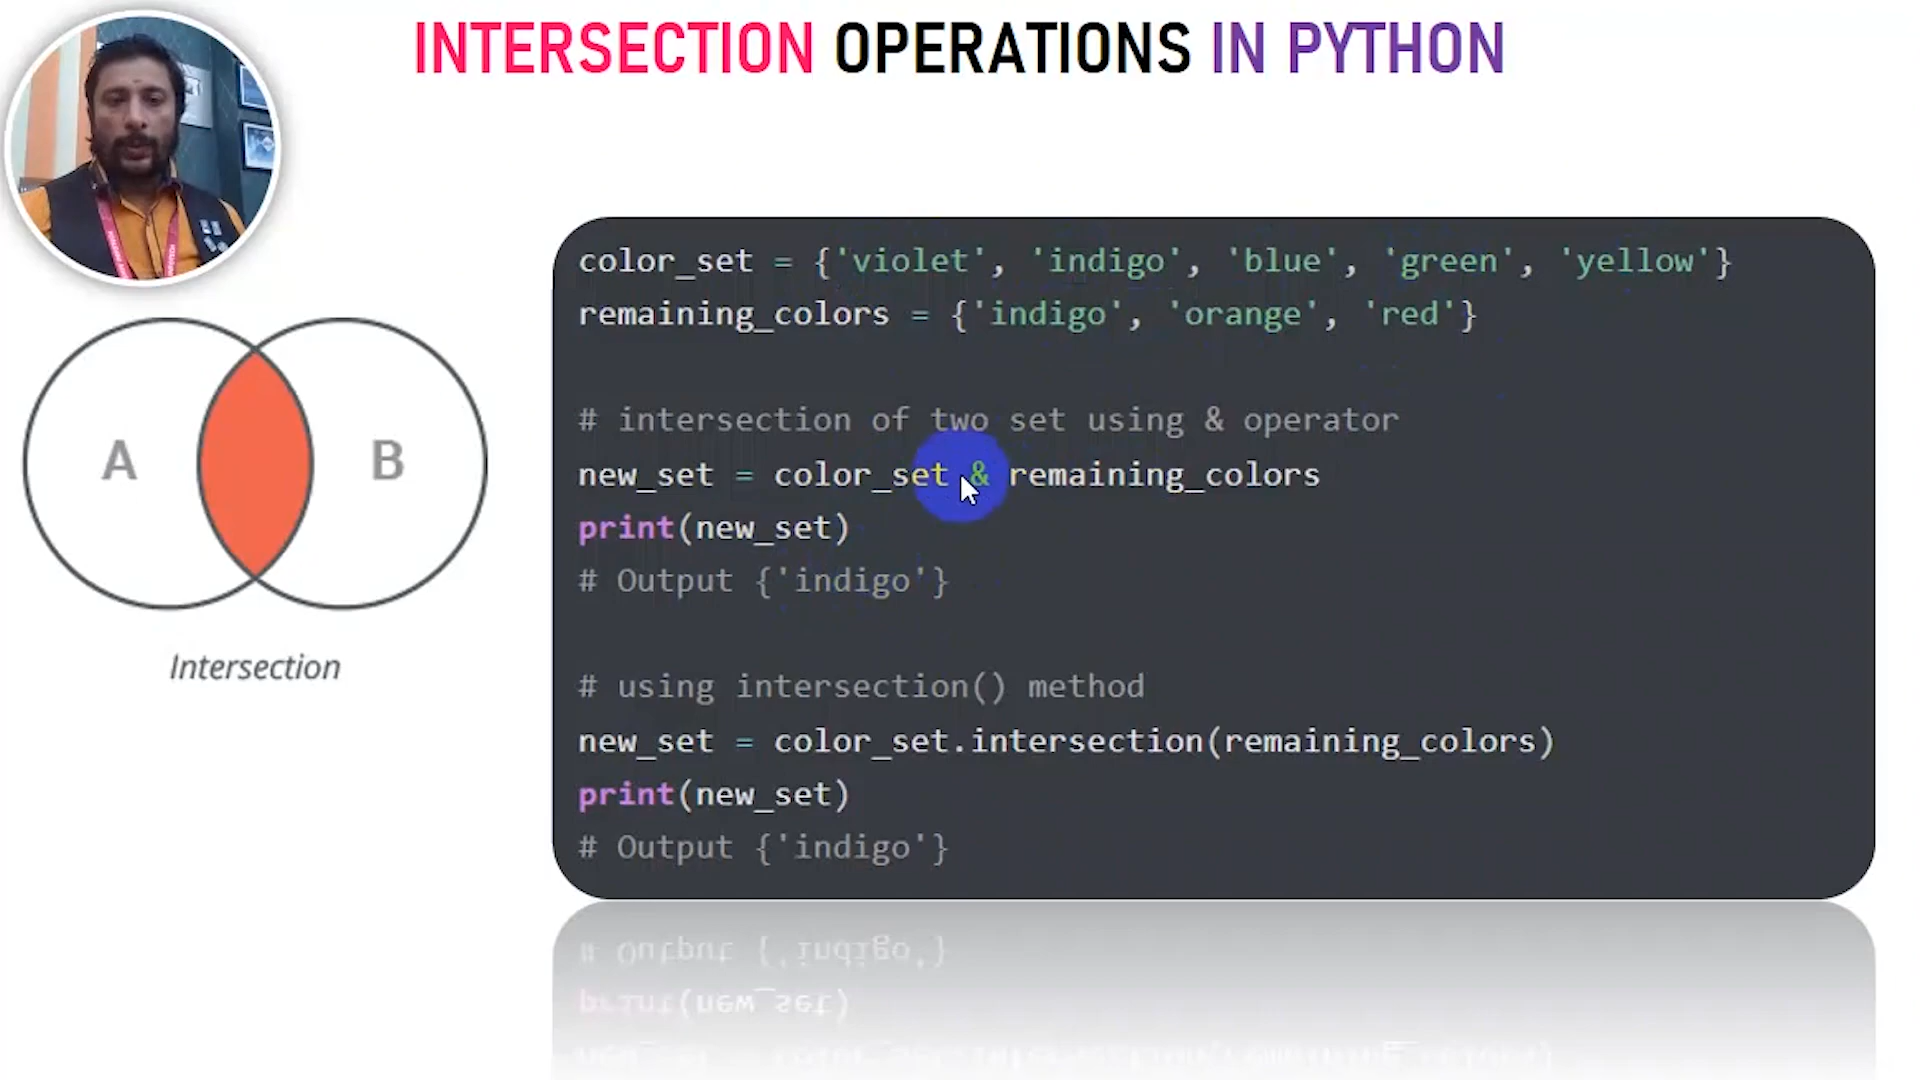 INTERSECTION OPERATIONS IN PYTHON
color_set = {'violet', 'indigo', 'blue', 'green', 'yellow'}
remaining_colors = {'indigo', 'orange', 'red'}
# intersection of two set using & operator
new_set = color_set & remaining_colors
print(new_set)
# Output {'indigo'}
# using intersection() method
new_set = color_set.intersection(remaining_colors)
print(new_set)
# Output {'indigo'}
A
B
Intersection